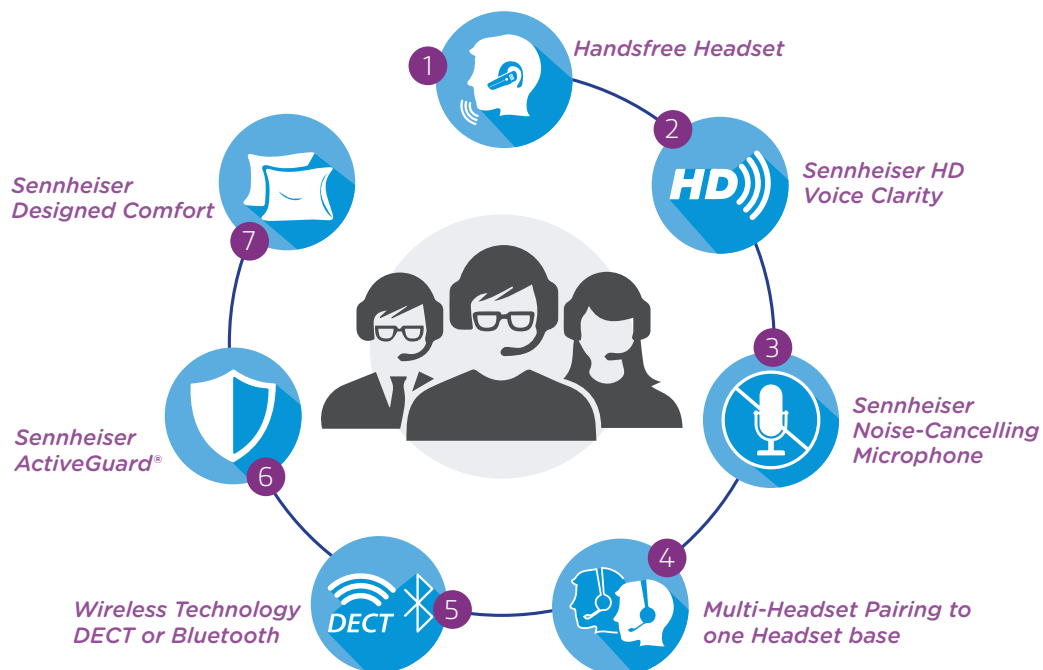 1
Handsfree Headset
2
HD
Sennheiser HD
Voice Clarity
3
Sennheiser
Noise-Cancelling
Microphone
4
Multi-Headset Pairing to
one Headset base
5
DECT
Wireless Technology
DECT or Bluetooth
6
Sennheiser
ActiveGuard®
7
Sennheiser
Designed Comfort